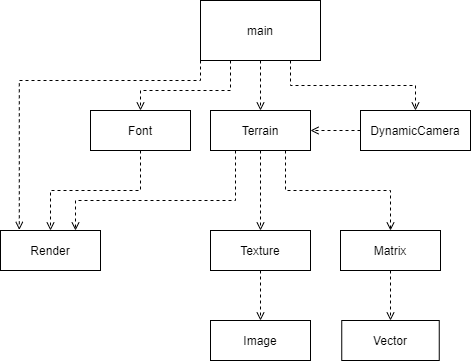 main
Font
Terrain
DynamicCamera
Render
Texture
Matrix
Image
Vector